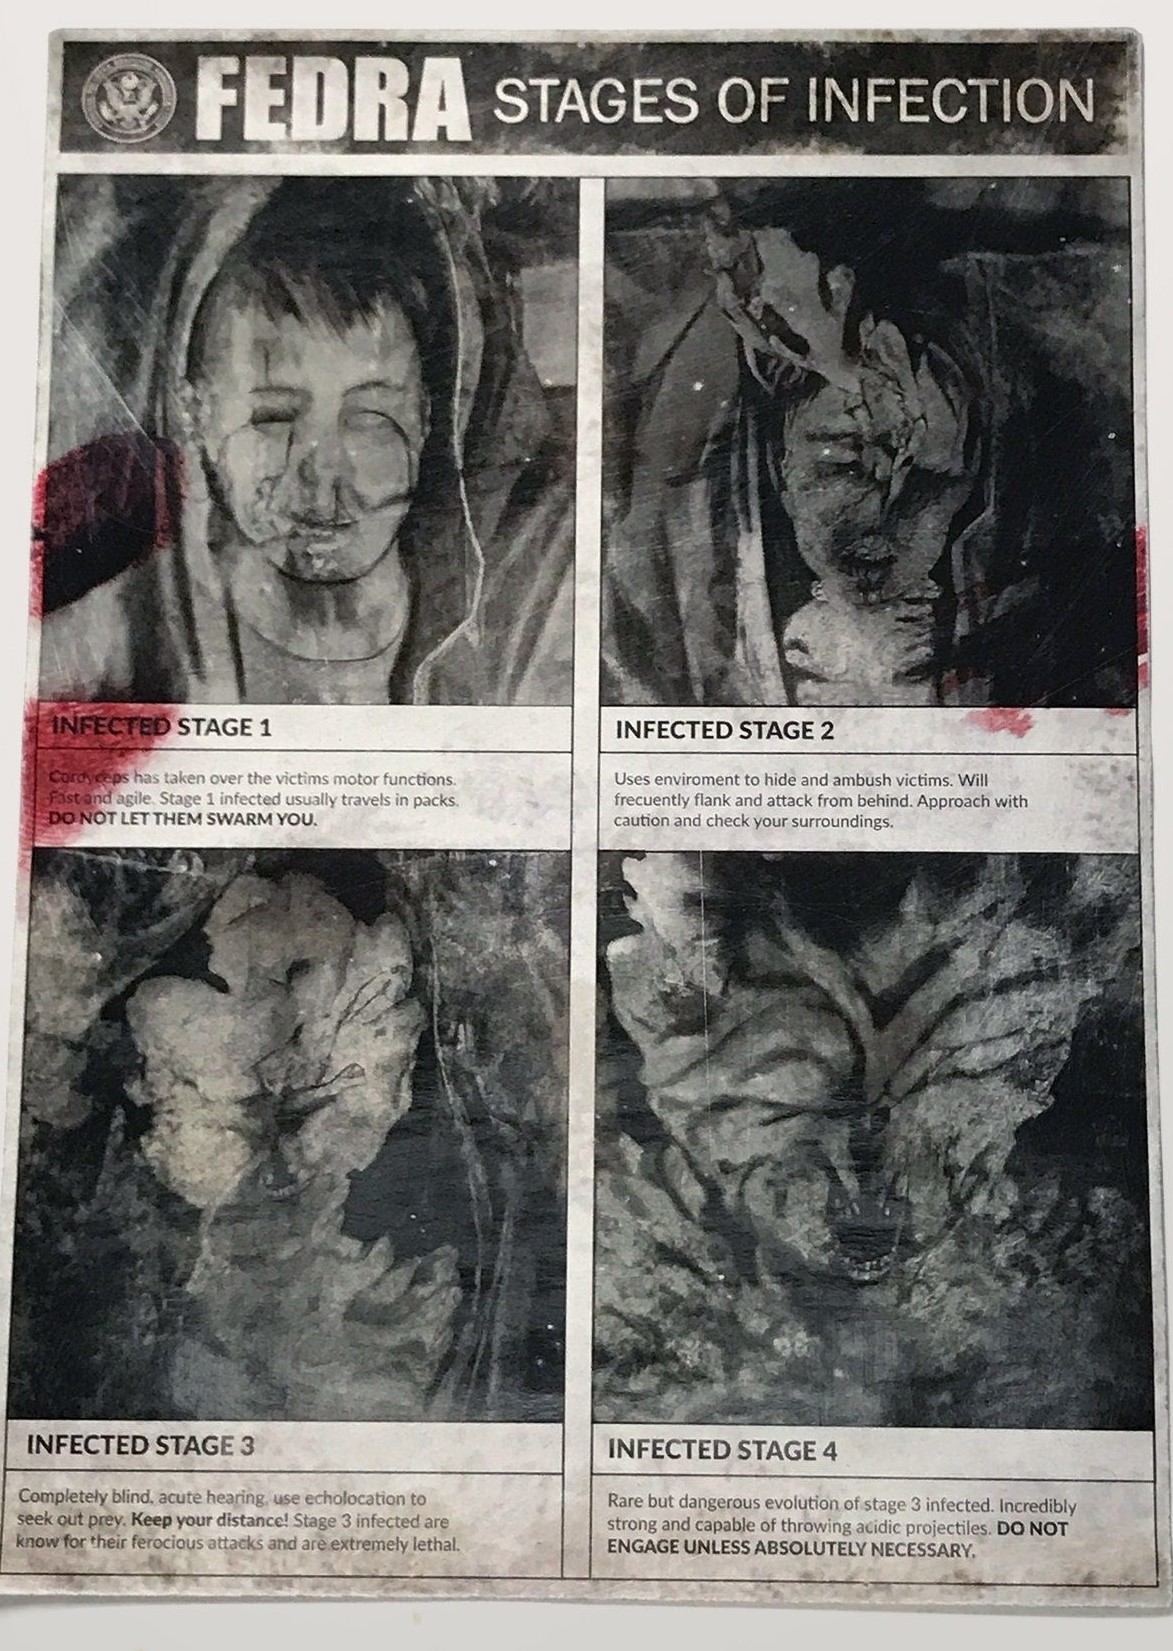 FEDRA STAGES OF INFECTION
INFECTED STAGE 1
Cordyceps has taken over the victims motor functions.
Fast and agile. Stage 1 infected usually travels in packs.
DO NOT LET THEM SWARM YOU.
INFECTED STAGE 2
Uses enviroment to hide and ambush victims. Will
frecuently flank and attack from behind. Approach with
caution and check your surroundings.
INFECTED STAGE 3
Completely blind, acute hearing, use echolocation to
seek out prey. Keep your distance! Stage 3 infected are
know for their ferocious attacks and are extremely lethal.
INFECTED STAGE 4
Rare but dangerous evolution of stage 3 infected. Incredibly
strong and capable of throwing acidic projectiles. DO NOT
ENGAGE UNLESS ABSOLUTELY NECESSARY.